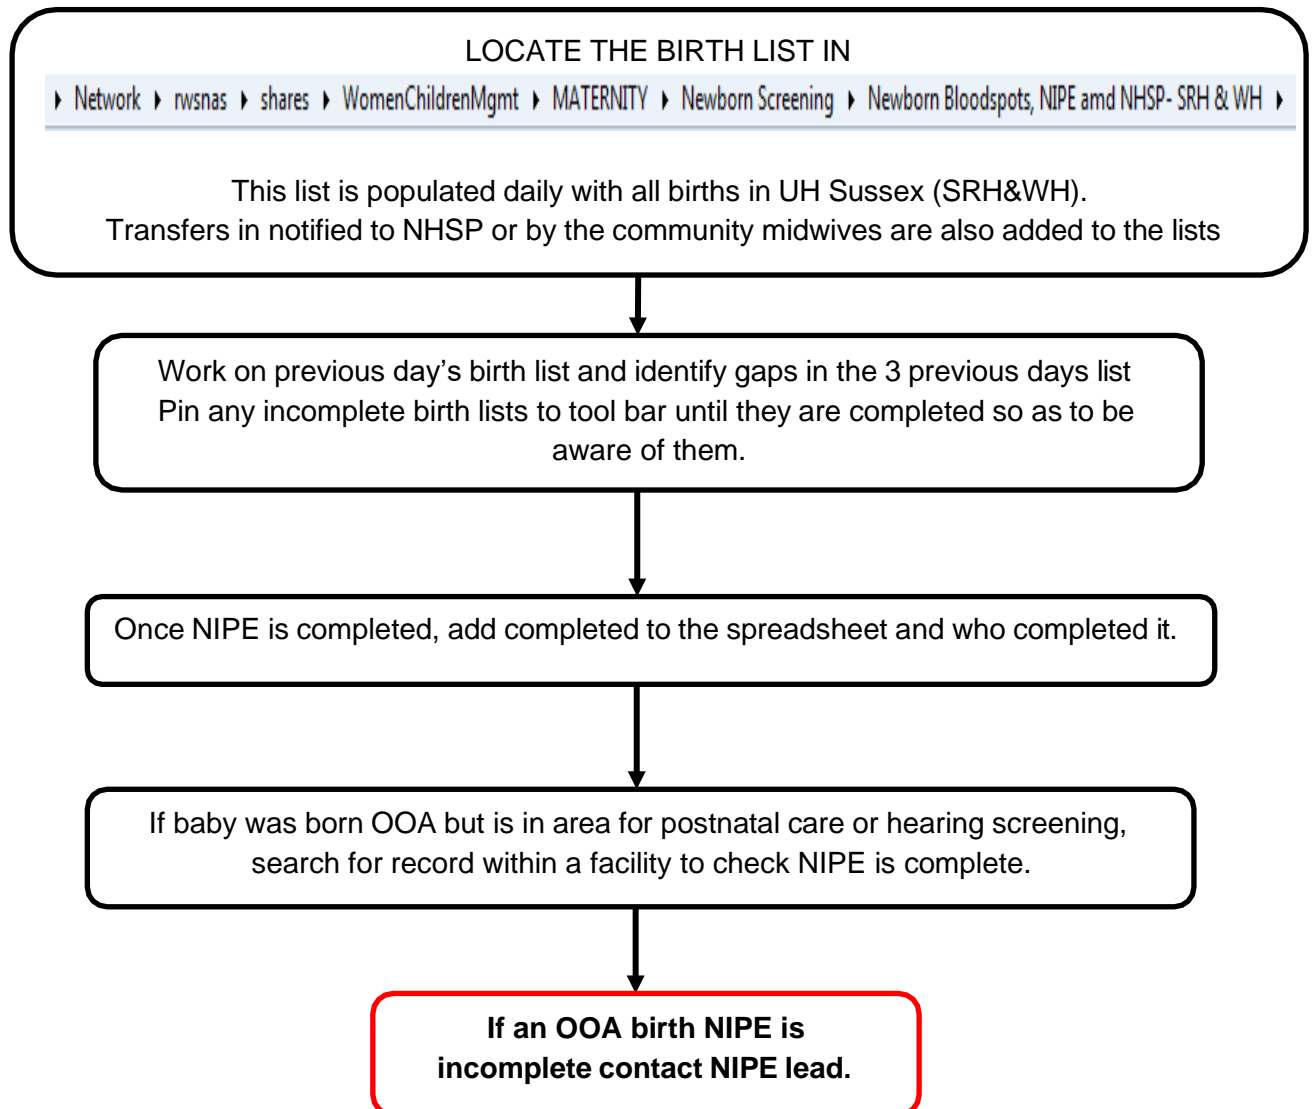 LOCATE THE BIRTH LIST IN
Network rwsnas shares WomenChildrenMgmt MATERNITY Newborn Screening Newborn Bloodspots, NIPE amd NHSP- SRH & WH
This list is populated daily with all births in UH Sussex (SRH&WH).
Transfers in notified to NHSP or by the community midwives are also added to the lists
Work on previous day’s birth list and identify gaps in the 3 previous days list
Pin any incomplete birth lists to tool bar until they are completed so as to be
aware of them.
Once NIPE is completed, add completed to the spreadsheet and who completed it.
If baby was born OOA but is in area for postnatal care or hearing screening,
search for record within a facility to check NIPE is complete.
If an OOA birth NIPE is
incomplete contact NIPE lead.